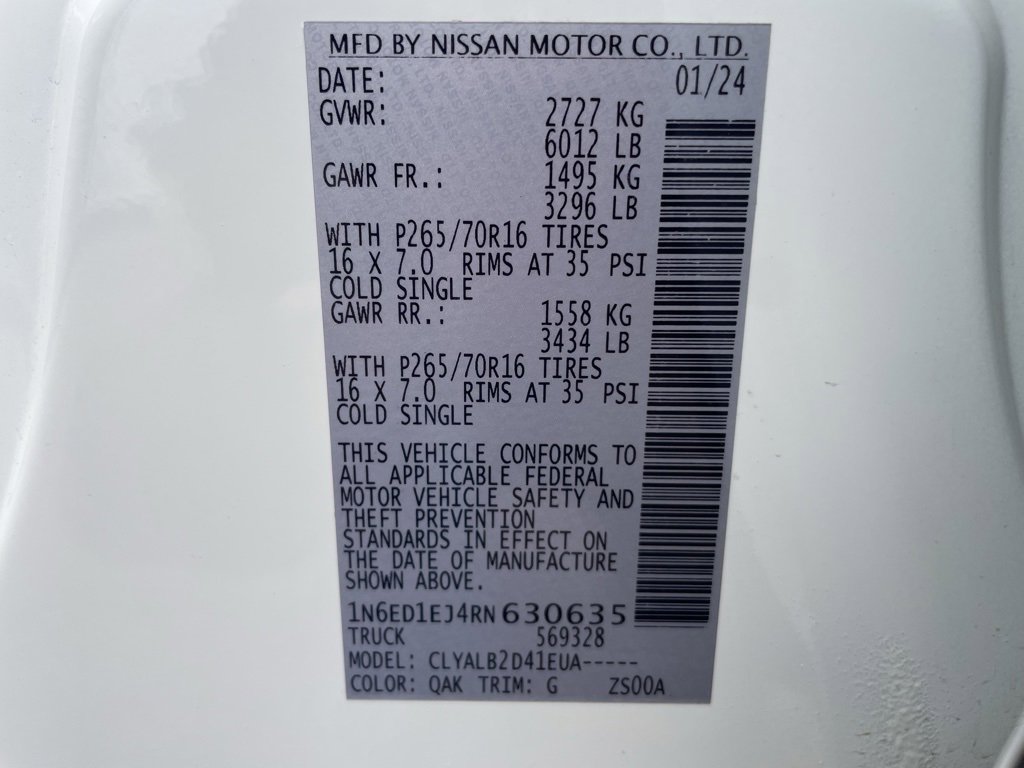 MFD BY NISSAN MOTOR CO., LTD.
DATE: 01/24
GVWR: 2727 KG
6012 LB
GAWR FR.: 1495 KG
3296 LB
WITH P265/70R16 TIRES
16 X 7.0 RIMS AT 35 PSI
COLD SINGLE
GAWR RR.: 1558 KG
3434 LB
WITH P265/70R16 TIRES
16 X 7.0 RIMS AT 35 PSI
COLD SINGLE
THIS VEHICLE CONFORMS TO
ALL APPLICABLE FEDERAL
MOTOR VEHICLE SAFETY AND
THEFT PREVENTION
STANDARDS IN EFFECT ON
THE DATE OF MANUFACTURE
SHOWN ABOVE.
1N6ED1EJ4RN630635
TRUCK 569328
MODEL: CLYALB2D41EUA-----
COLOR: QAK TRIM: G ZS00A